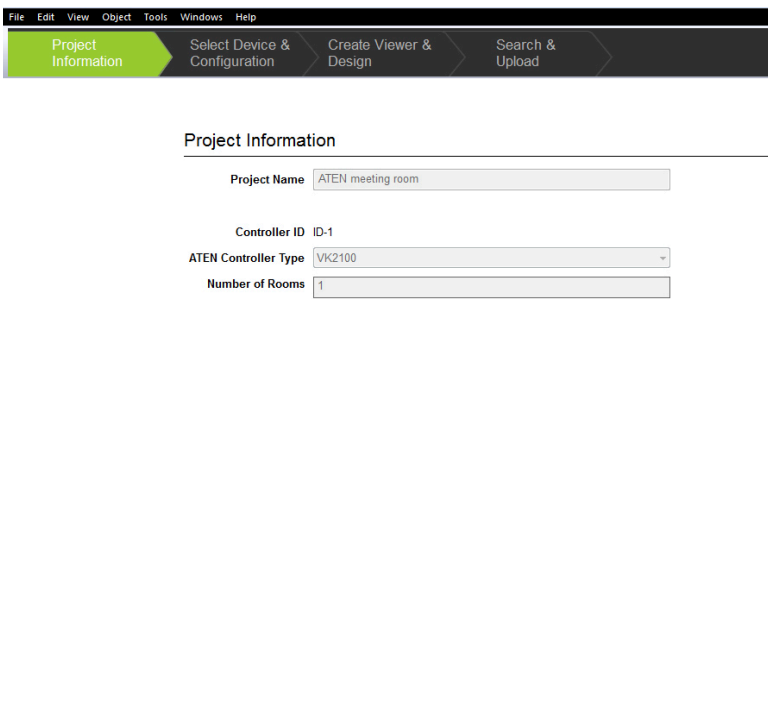 File Edit View Object Tools Windows Help
Project Information
Select Device & Configuration
Create Viewer & Design
Search & Upload
Project Information
Project Name ATEN meeting room
Controller ID ID-1
ATEN Controller Type VK2100
Number of Rooms 1